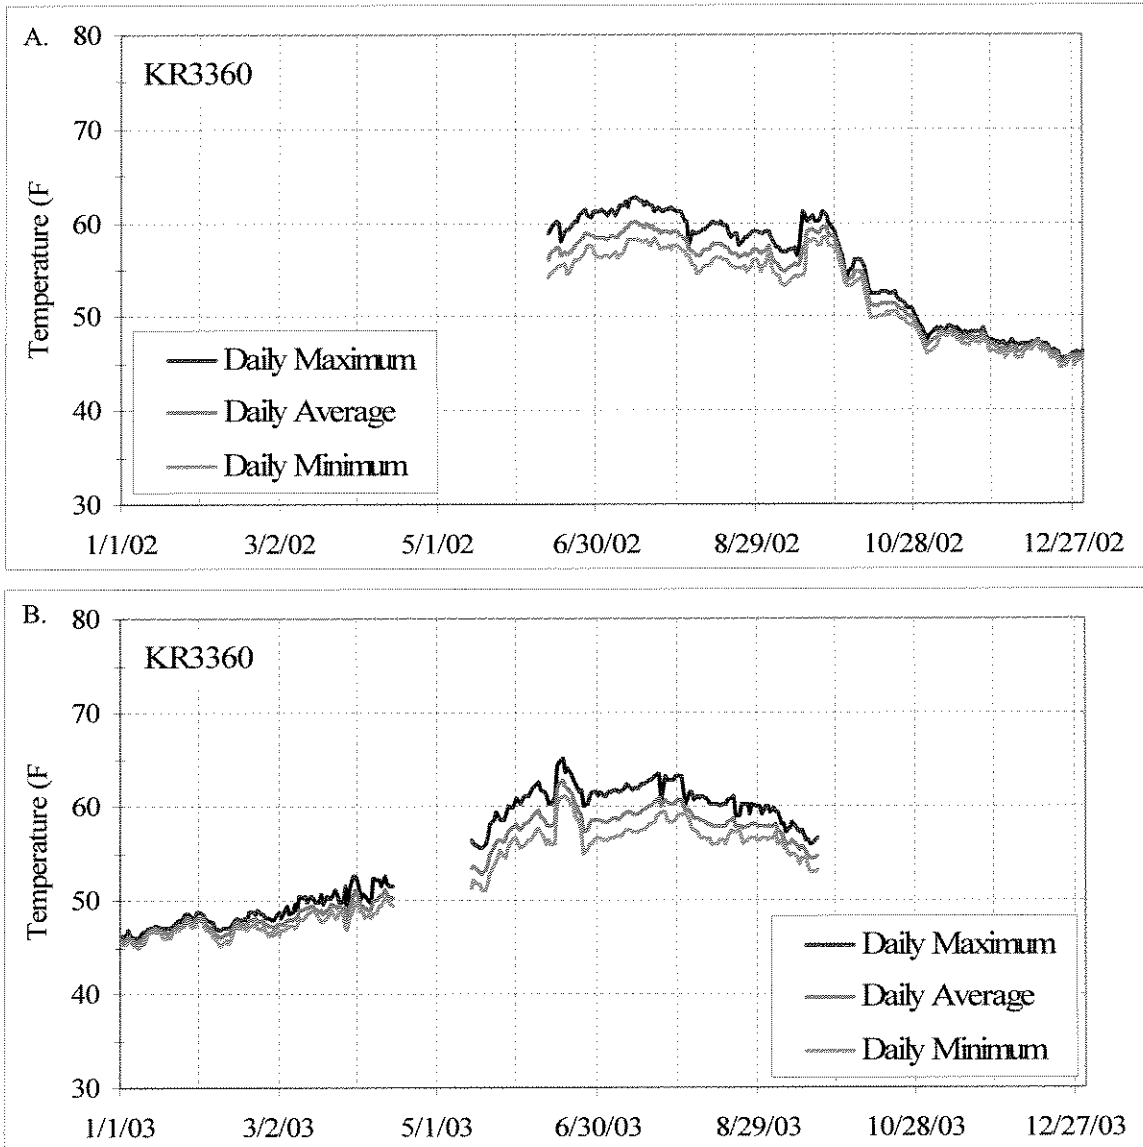 A.
80
KR3360
70
60
50
40
30
Temperature (F
Daily Maximum
Daily Average
Daily Minimum
1/1/02 3/2/02 5/1/02 6/30/02 8/29/02 10/28/02 12/27/02
B.
80
KR3360
70
60
50
40
30
Temperature (F
Daily Maximum
Daily Average
Daily Minimum
1/1/03 3/2/03 5/1/03 6/30/03 8/29/03 10/28/03 12/27/03